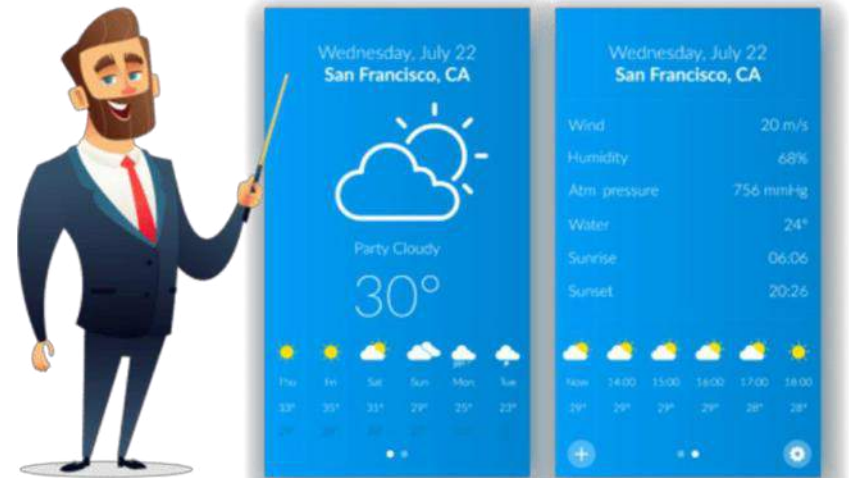 Wednesday, July 22
San Francisco, CA
Party Cloudy
30°
Thu Fri Sat Sun Mon Tue
33° 35° 31° 29° 25° 23°
Wednesday, July 22
San Francisco, CA
Wind 20 m/s
Humidity 68%
Atm pressure 756 mmHg
Water 24°
Sunrise 06:06
Sunset 20:26
Now 14:00 15:00 16:00 17:00 18:00
29° 29° 29° 29° 28° 28°